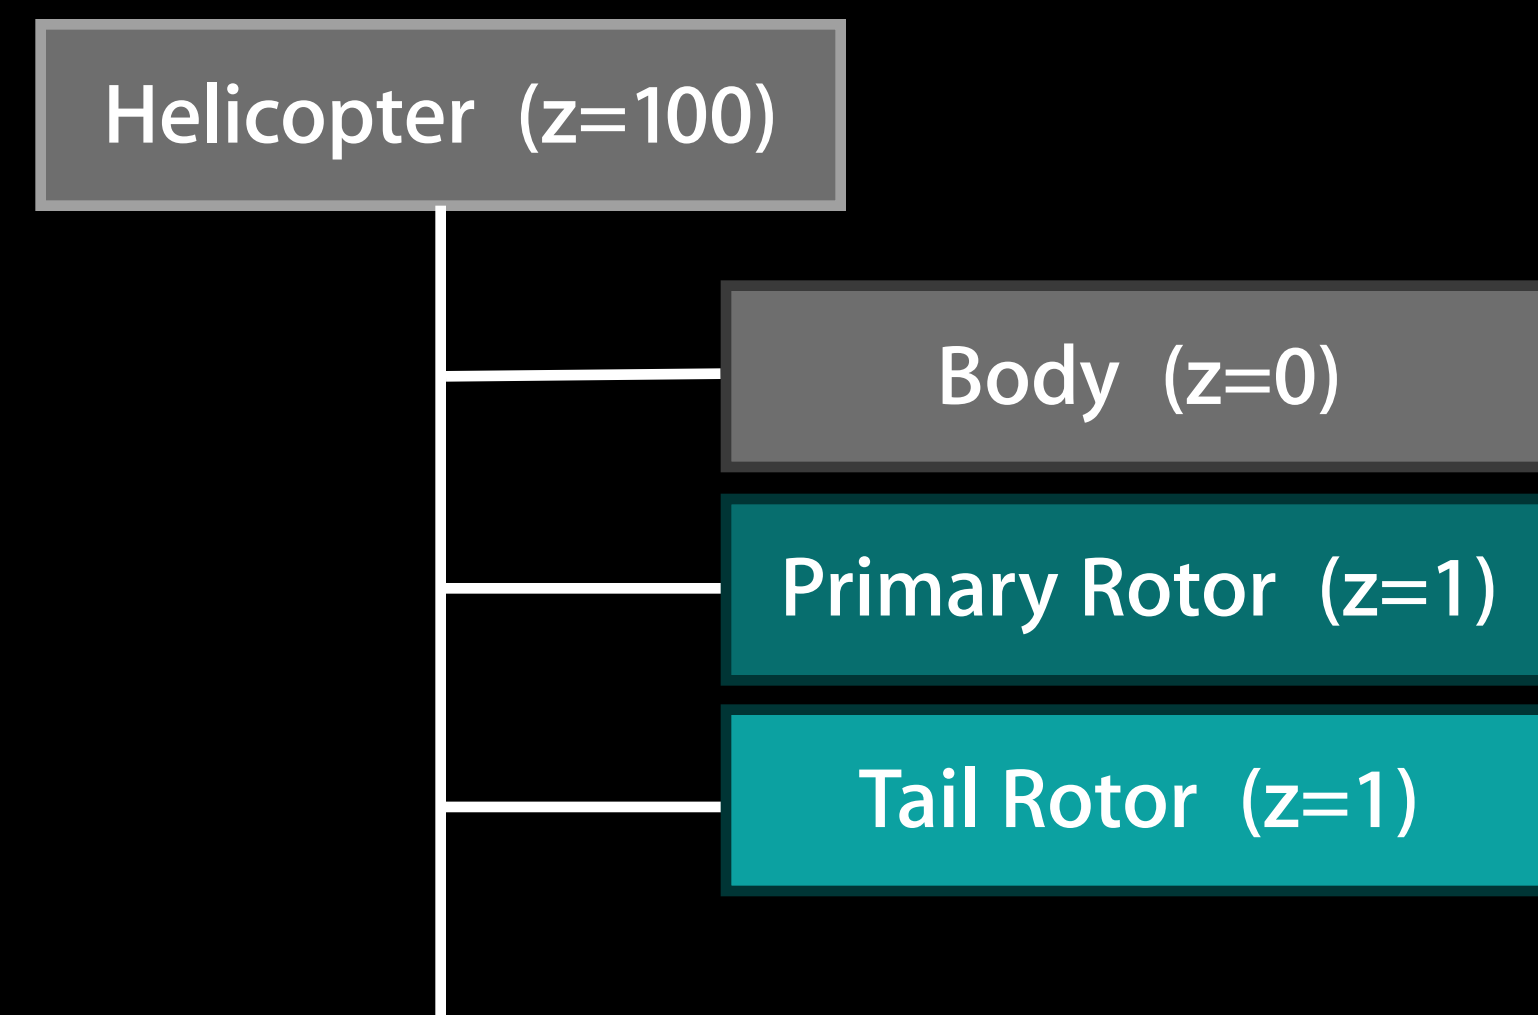 Helicopter (z=100)
Body (z=0)
Primary Rotor (z=1)
Tail Rotor (z=1)